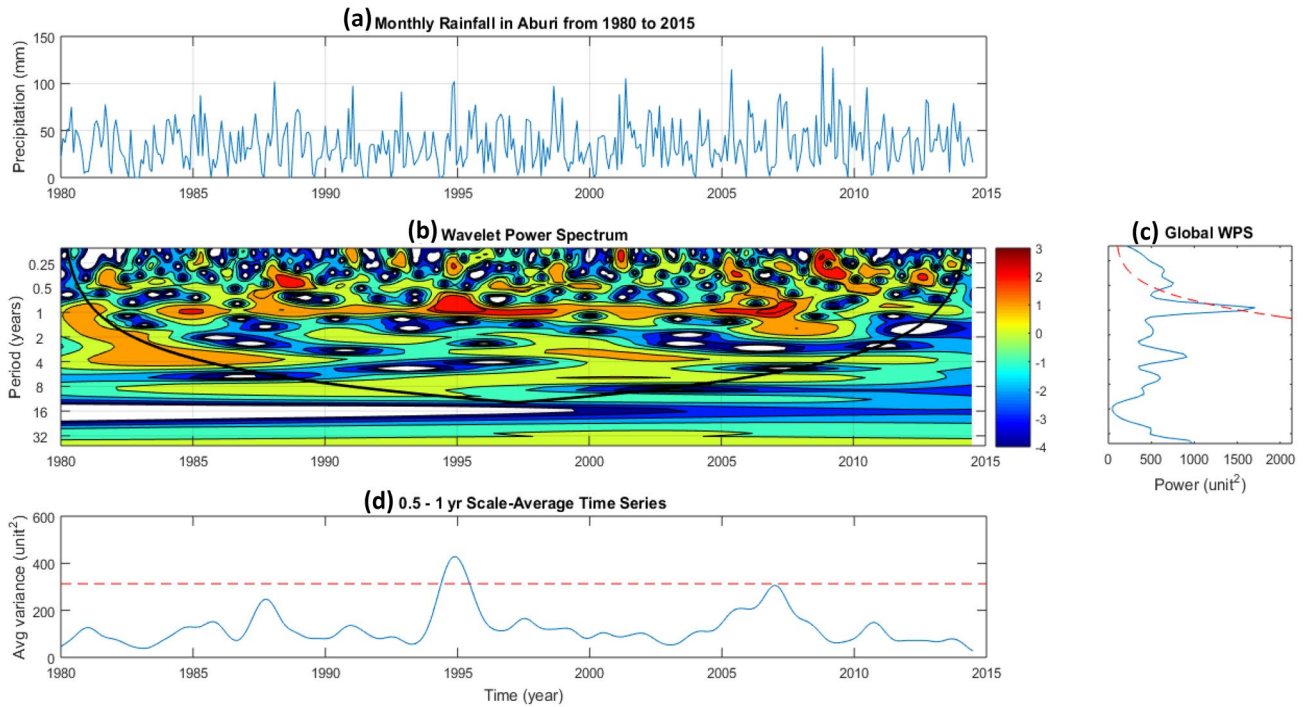 (a) Monthly Rainfall in Aburi from 1980 to 2015
Precipitation (mm)
150
100
50
0
1980 1985 1990 1995 2000 2005 2010 2015
(b) Wavelet Power Spectrum
Period (years)
0.25
0.5
1
2
4
8
16
32
1980 1985 1990 1995 2000 2005 2010 2015
3
2
1
0
-1
-2
-3
-4
(c) Global WPS
0 500 1000 1500 2000
Power (unit²)
(d) 0.5 - 1 yr Scale-Average Time Series
Avg variance (unit²)
600
400
200
0
1980 1985 1990 1995 2000 2005 2010 2015
Time (year)